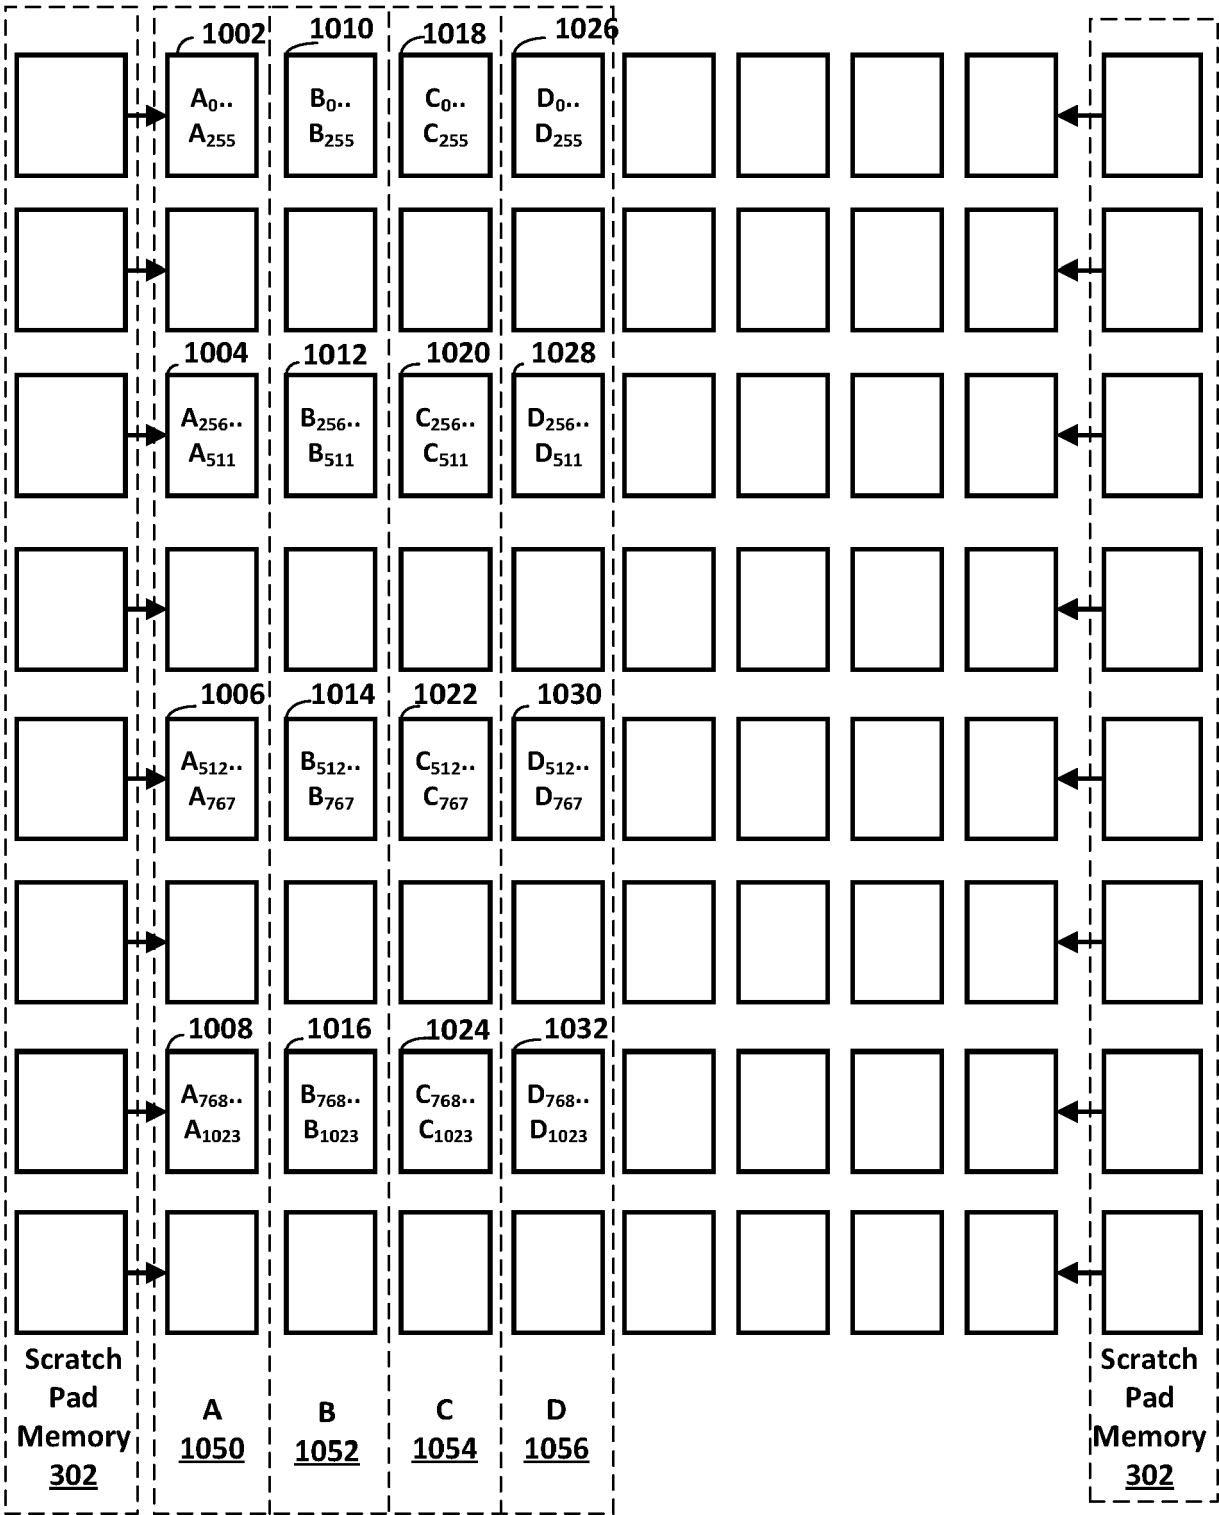 1002 1010 1018 1026
A0.. B0.. C0.. D0..
A255 B255 C255 D255
1004 1012 1020 1028
A256.. B256.. C256.. D256..
A511 B511 C511 D511
1006 1014 1022 1030
A512.. B512.. C512.. D512..
A767 B767 C767 D767
1008 1016 1024 1032
A768.. B768.. C768.. D768..
A1023 B1023 C1023 D1023
Scratch
Pad
Memory
302
A
1050
B
1052
C
1054
D
1056
Scratch
Pad
Memory
302